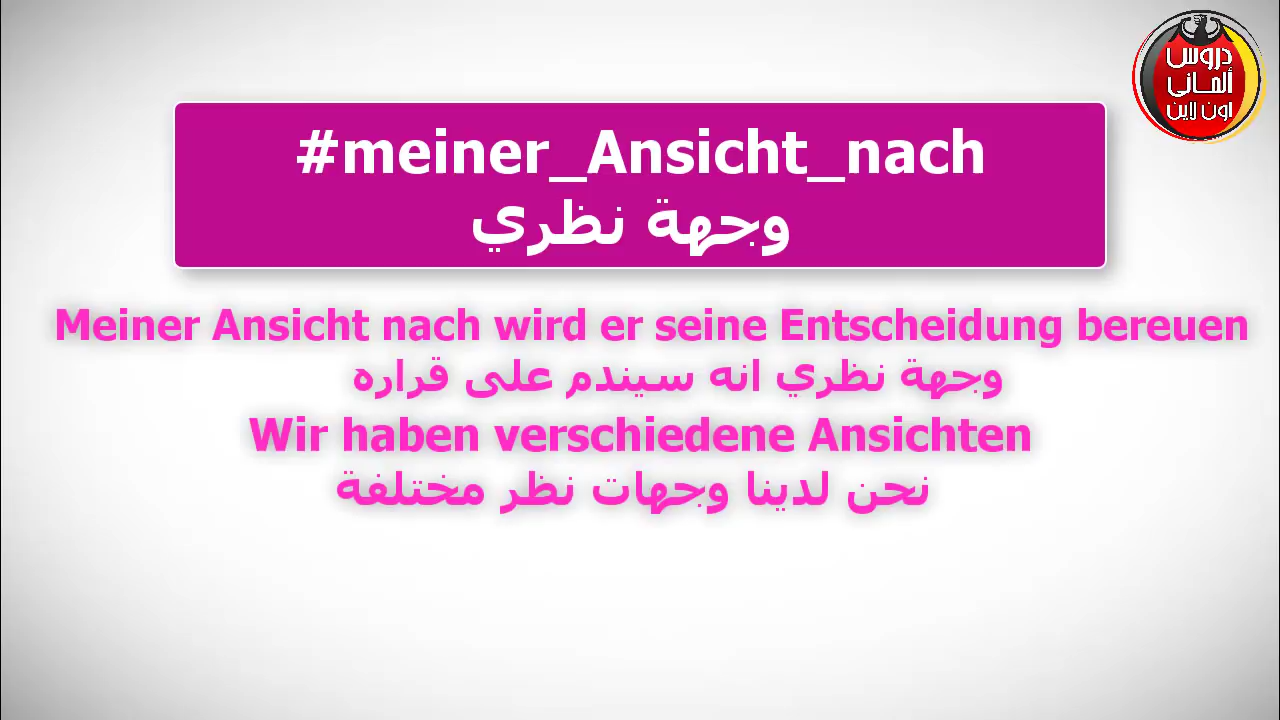 دروس
ألمانى
اون لاين
#meiner_Ansicht_nach
وجهة نظري
Meiner Ansicht nach wird er seine Entscheidung bereuen
وجهة نظري انه سيندم على قراره
Wir haben verschiedene Ansichten
نحن لدينا وجهات نظر مختلفة